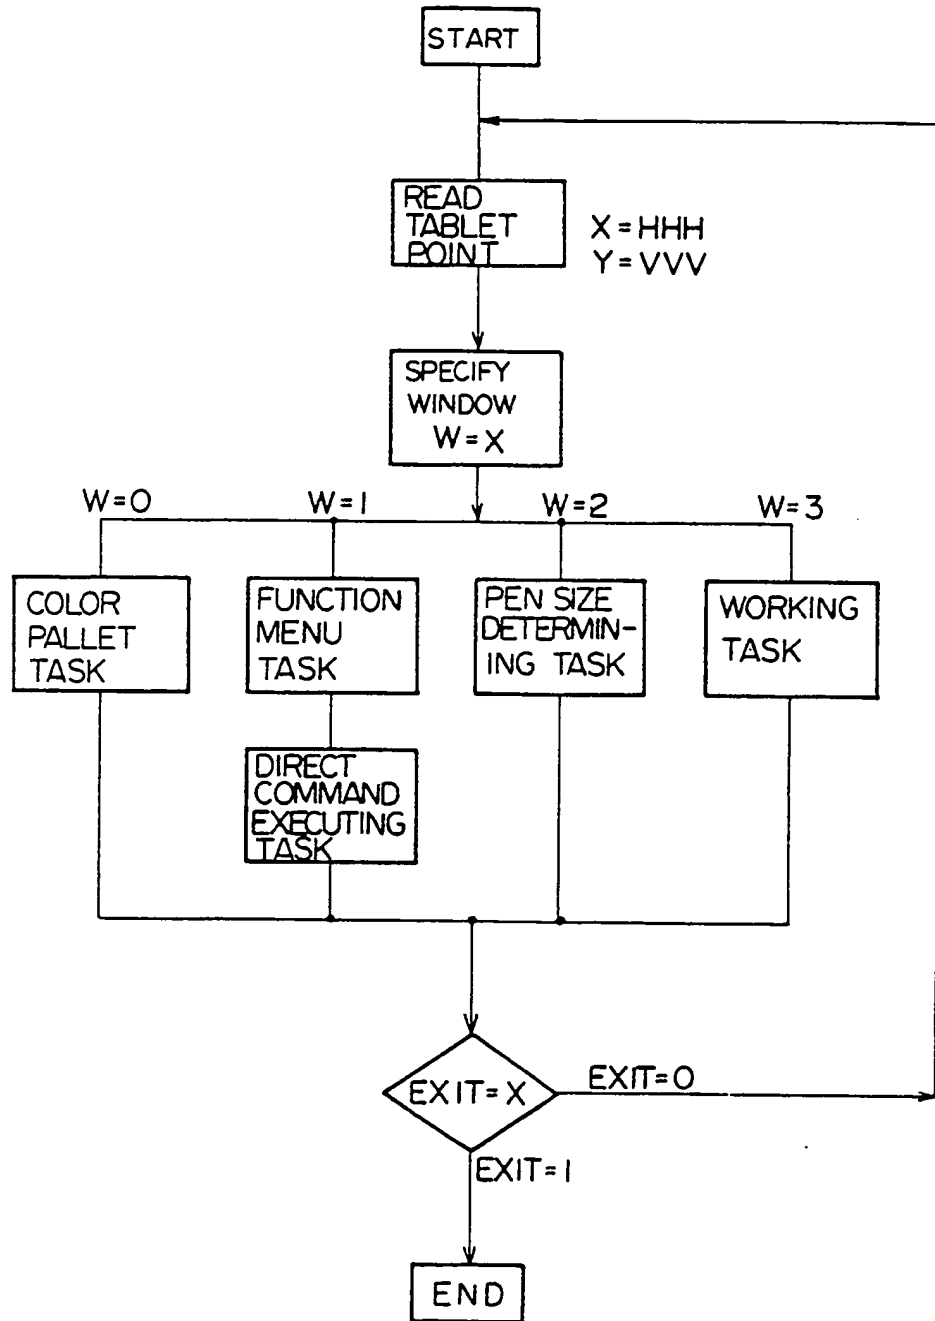 START
READ
TABLET
POINT
X=HHH
Y=VVV
SPECIFY
WINDOW
W=X
W=0
W=1
W=2
W=3
COLOR
PALLET
TASK
FUNCTION
MENU
TASK
PEN SIZE
DETERMIN-
ING TASK
WORKING
TASK
DIRECT
COMMAND
EXECUTING
TASK
EXIT=X
EXIT=0
EXIT=1
END